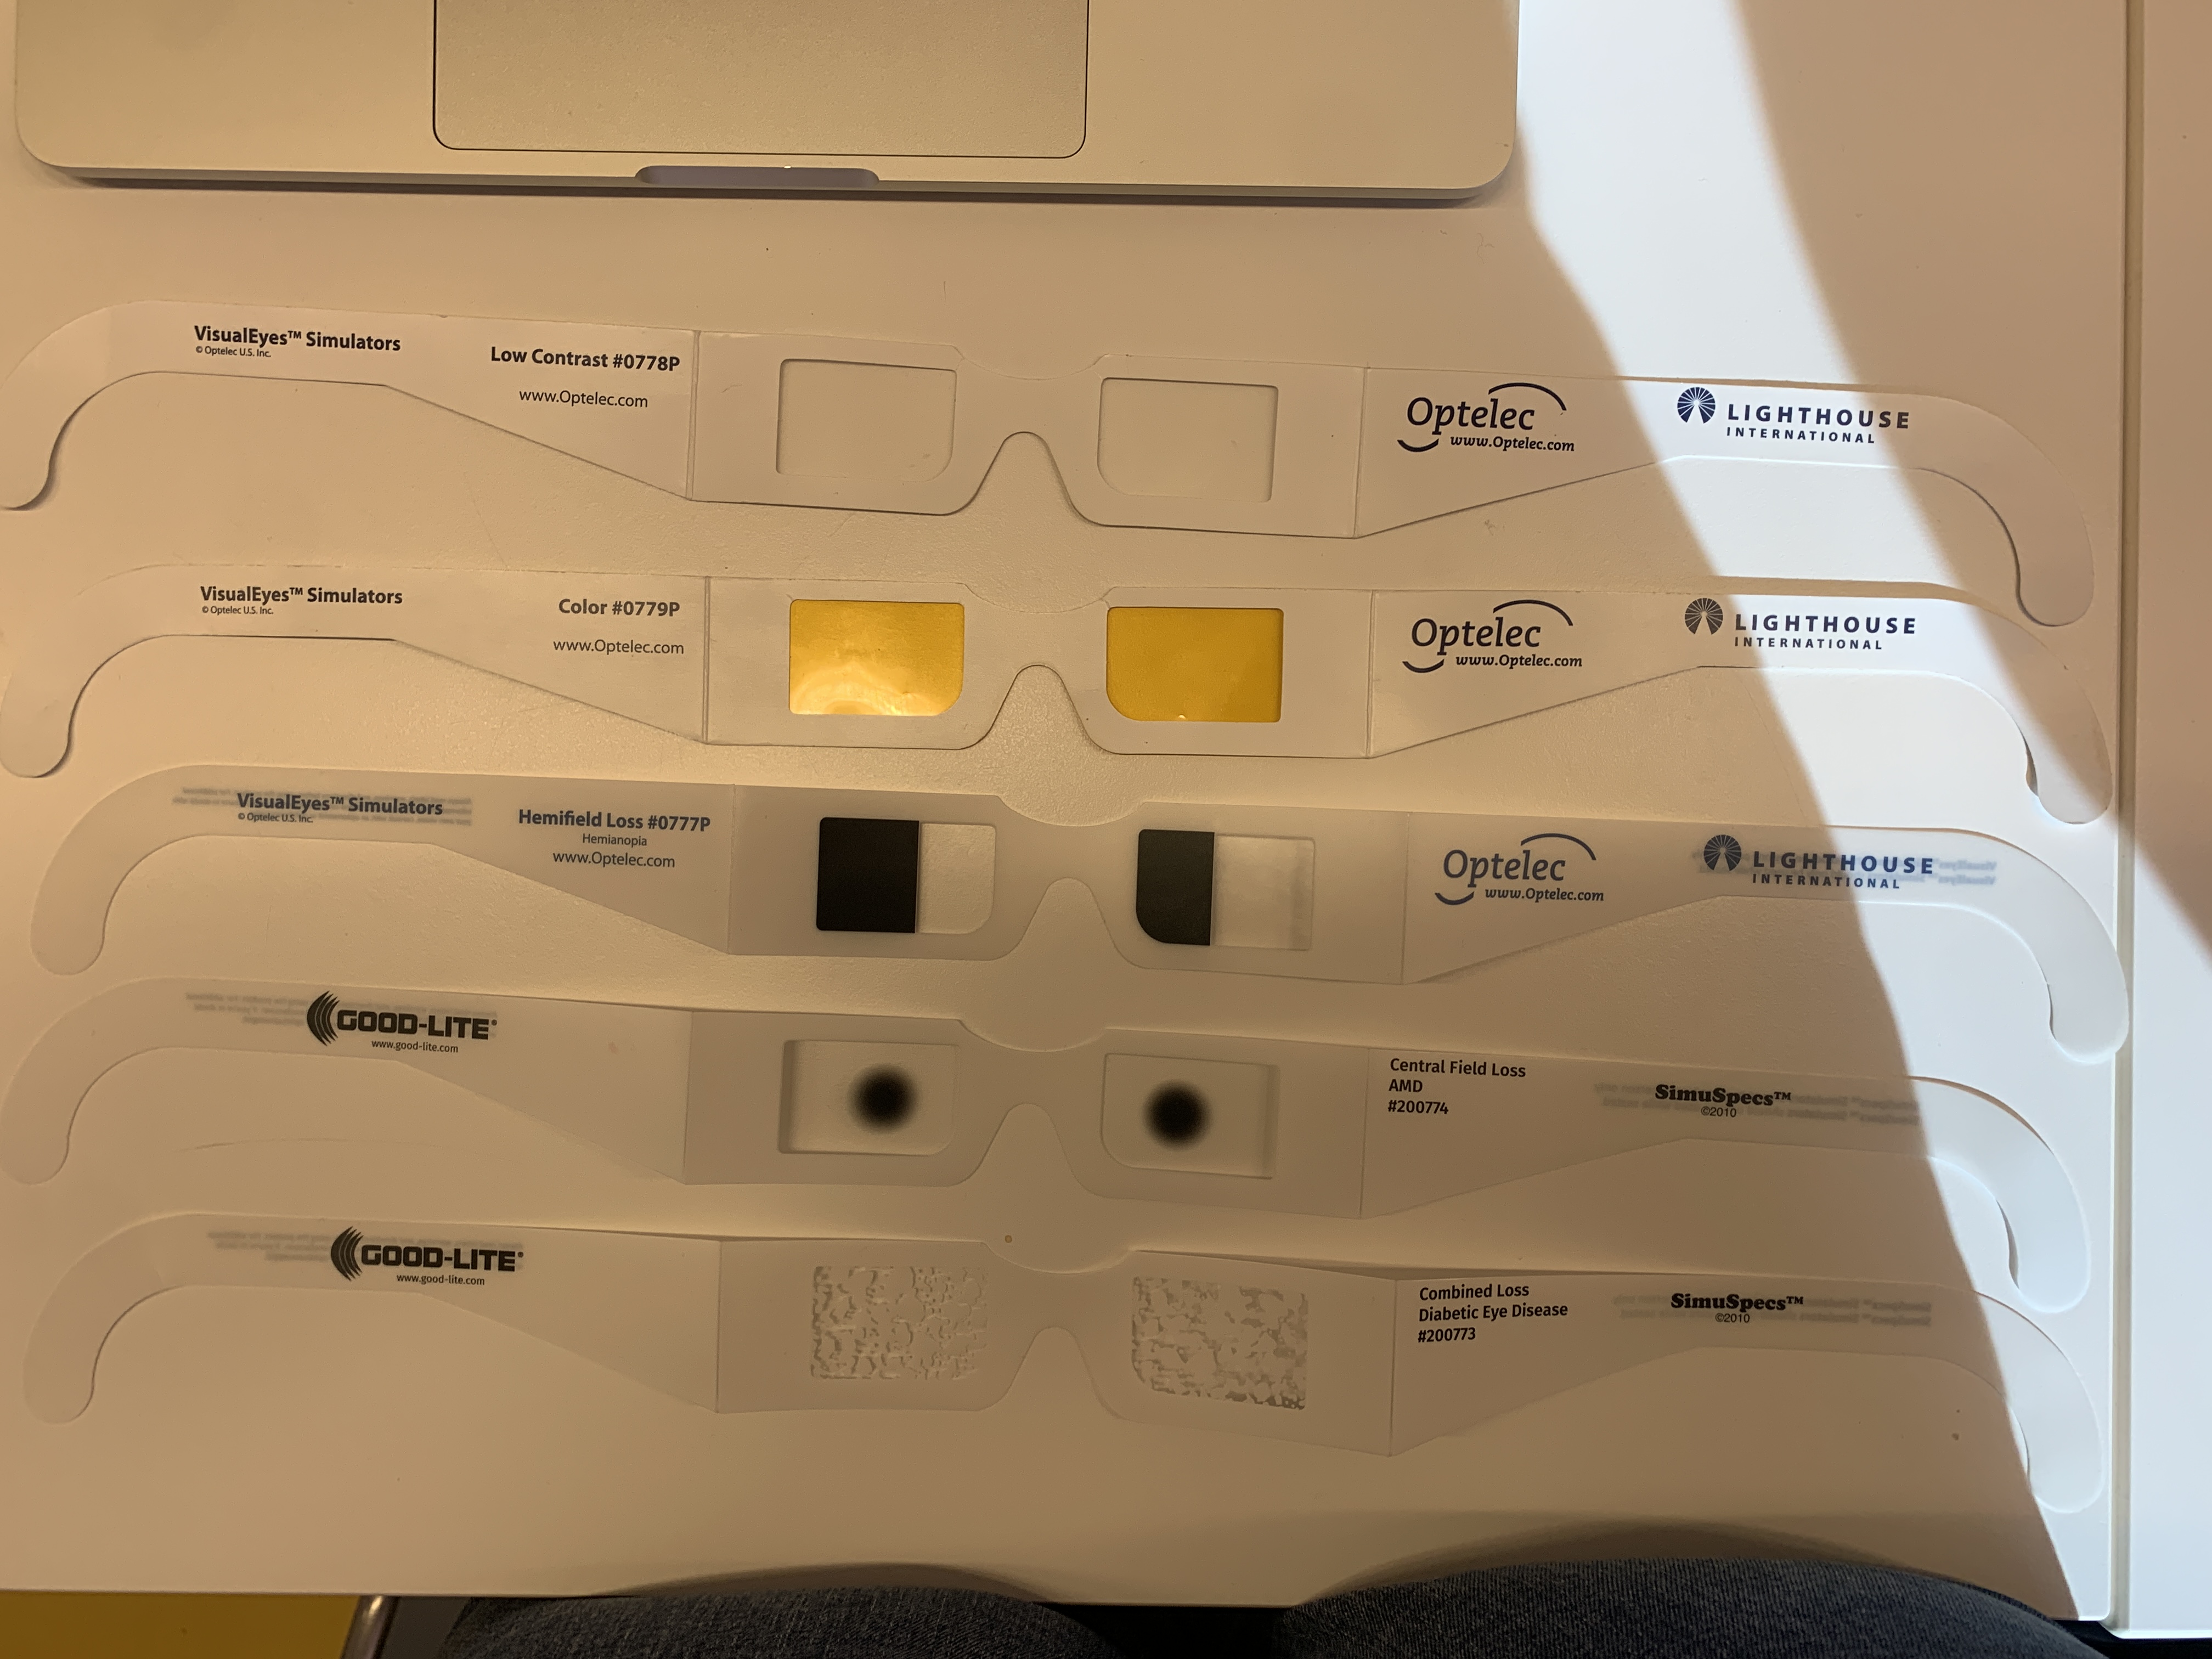 VisualEyes™ Simulators
© Optelec U.S. Inc.
Low Contrast #0778P
www.Optelec.com
Optelec
www.Optelec.com
LIGHTHOUSE
INTERNATIONAL
VisualEyes™ Simulators
© Optelec U.S. Inc.
Color #0779P
www.Optelec.com
Optelec
www.Optelec.com
LIGHTHOUSE
INTERNATIONAL
VisualEyes™ Simulators
© Optelec U.S. Inc.
Hemifield Loss #0777P
Hemianopia
www.Optelec.com
Optelec
www.Optelec.com
LIGHTHOUSE
INTERNATIONAL
GOOD-LITE®
www.good-lite.com
Central Field Loss
AMD
#200774
SimuSpecs™
©2010
GOOD-LITE®
www.good-lite.com
Combined Loss
Diabetic Eye Disease
#200773
SimuSpecs™
©2010